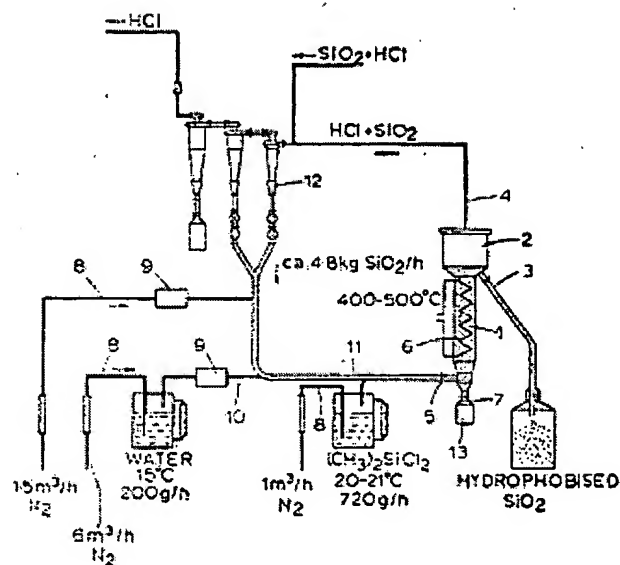 HCl
SiO2+HCl
HCl+SiO2
12
4
2
3
ca. 4.8kg SiO2/h
8
9
400-500°C
1
6
8
9
11
10
8
5
7
13
WATER
15°C
200g/h
(CH3)2SiCl2
20-21°C
720g/h
HYDROPHOBISED
SiO2
1.5m3/h
N2
1m3/h
N2
6m3/h
N2